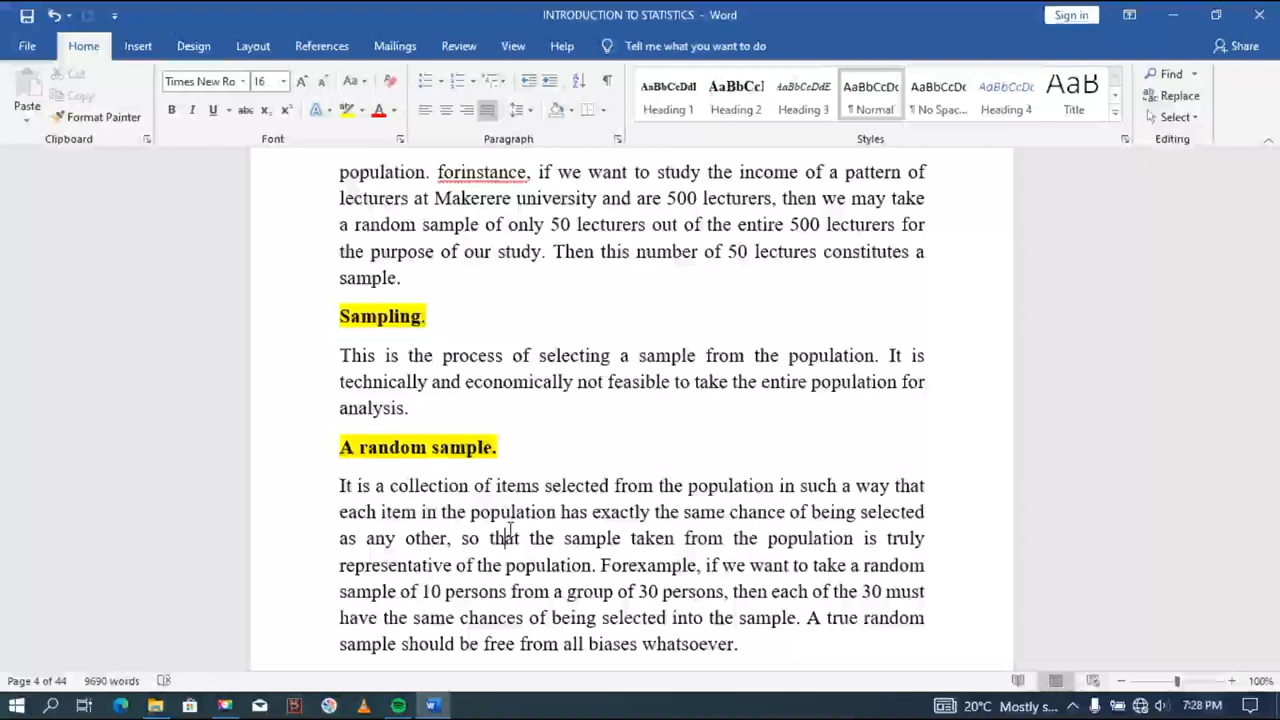 INTRODUCTION TO STATISTICS - Word
Sign in
File Home Insert Design Layout References Mailings Review View Help Tell me what you want to do Share
Paste
Cut
Copy
Format Painter
Clipboard
Times New Ro 16
Font
Paragraph
AaBbCcDdI AaBbCcI AaBbCcDdE AaBbCcDc AaBbCcDc AaBbCcDc AaB
Heading 1 Heading 2 Heading 3 ¶ Normal ¶ No Spac... Heading 4 Title
Styles
Find
Replace
Select
Editing
population. forinstance, if we want to study the income of a pattern of
lecturers at Makerere university and are 500 lecturers, then we may take
a random sample of only 50 lecturers out of the entire 500 lecturers for
the purpose of our study. Then this number of 50 lectures constitutes a
sample.
Sampling.
This is the process of selecting a sample from the population. It is
technically and economically not feasible to take the entire population for
analysis.
A random sample.
It is a collection of items selected from the population in such a way that
each item in the population has exactly the same chance of being selected
as any other, so that the sample taken from the population is truly
representative of the population. Forexample, if we want to take a random
sample of 10 persons from a group of 30 persons, then each of the 30 must
have the same chances of being selected into the sample. A true random
sample should be free from all biases whatsoever.
Page 4 of 44 9690 words 100%
20°C Mostly s... 7:28 PM